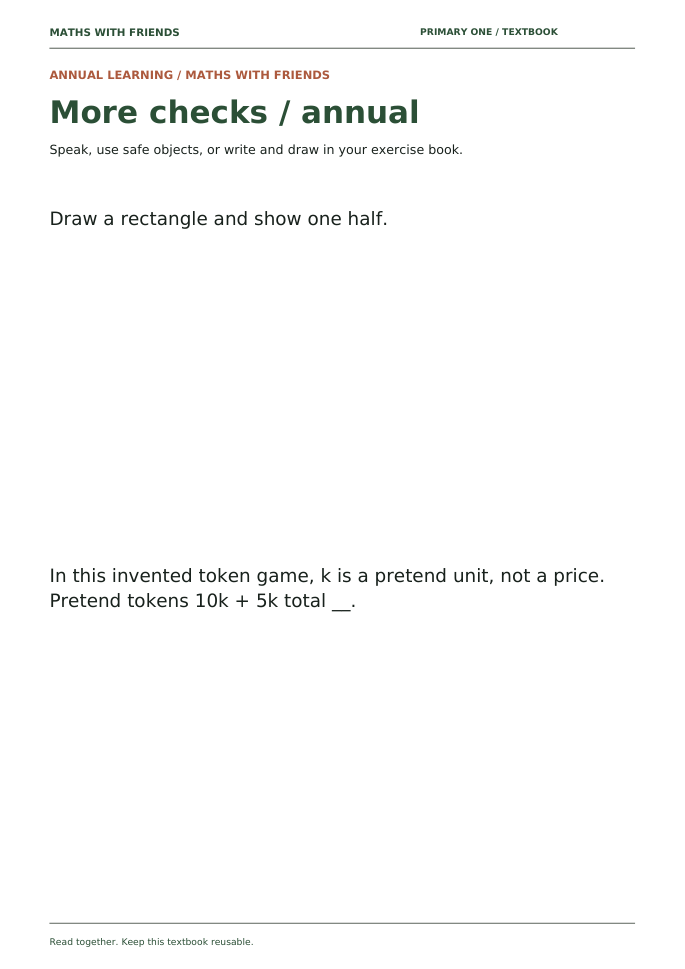 MATHS WITH FRIENDS
PRIMARY ONE / TEXTBOOK
ANNUAL LEARNING / MATHS WITH FRIENDS
More checks / annual
Speak, use safe objects, or write and draw in your exercise book.
Draw a rectangle and show one half.
In this invented token game, k is a pretend unit, not a price.
Pretend tokens 10k + 5k total __.
Read together. Keep this textbook reusable.